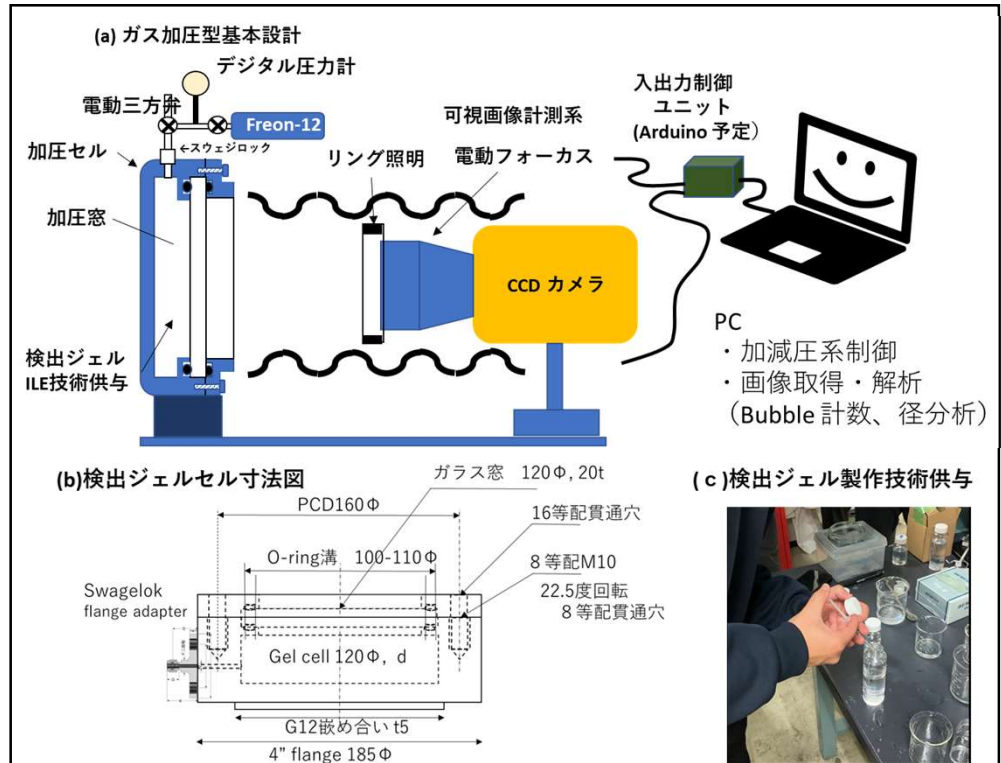 (a) ガス加圧型基本設計
デジタル圧力計
電動三方弁
Freon-12
←スウェジロック
加圧セル
加圧窓
検出ジェル
ILE技術供与
リング照明
可視画像計測系
電動フォーカス
CCD カメラ
入出力制御
ユニット
(Arduino 予定)
PC
・加減圧系制御
・画像取得・解析
（Bubble 計数、径分析）
(b)検出ジェルセル寸法図
ガラス窓 120Φ, 20t
PCD160Φ
16等配貫通穴
O-ring溝 100-110Φ
8等配M10
22.5度回転
8等配貫通穴
Swagelok
flange adapter
Gel cell 120Φ, d
G12嵌め合い t5
4” flange 185Φ
(ｃ)検出ジェル製作技術供与